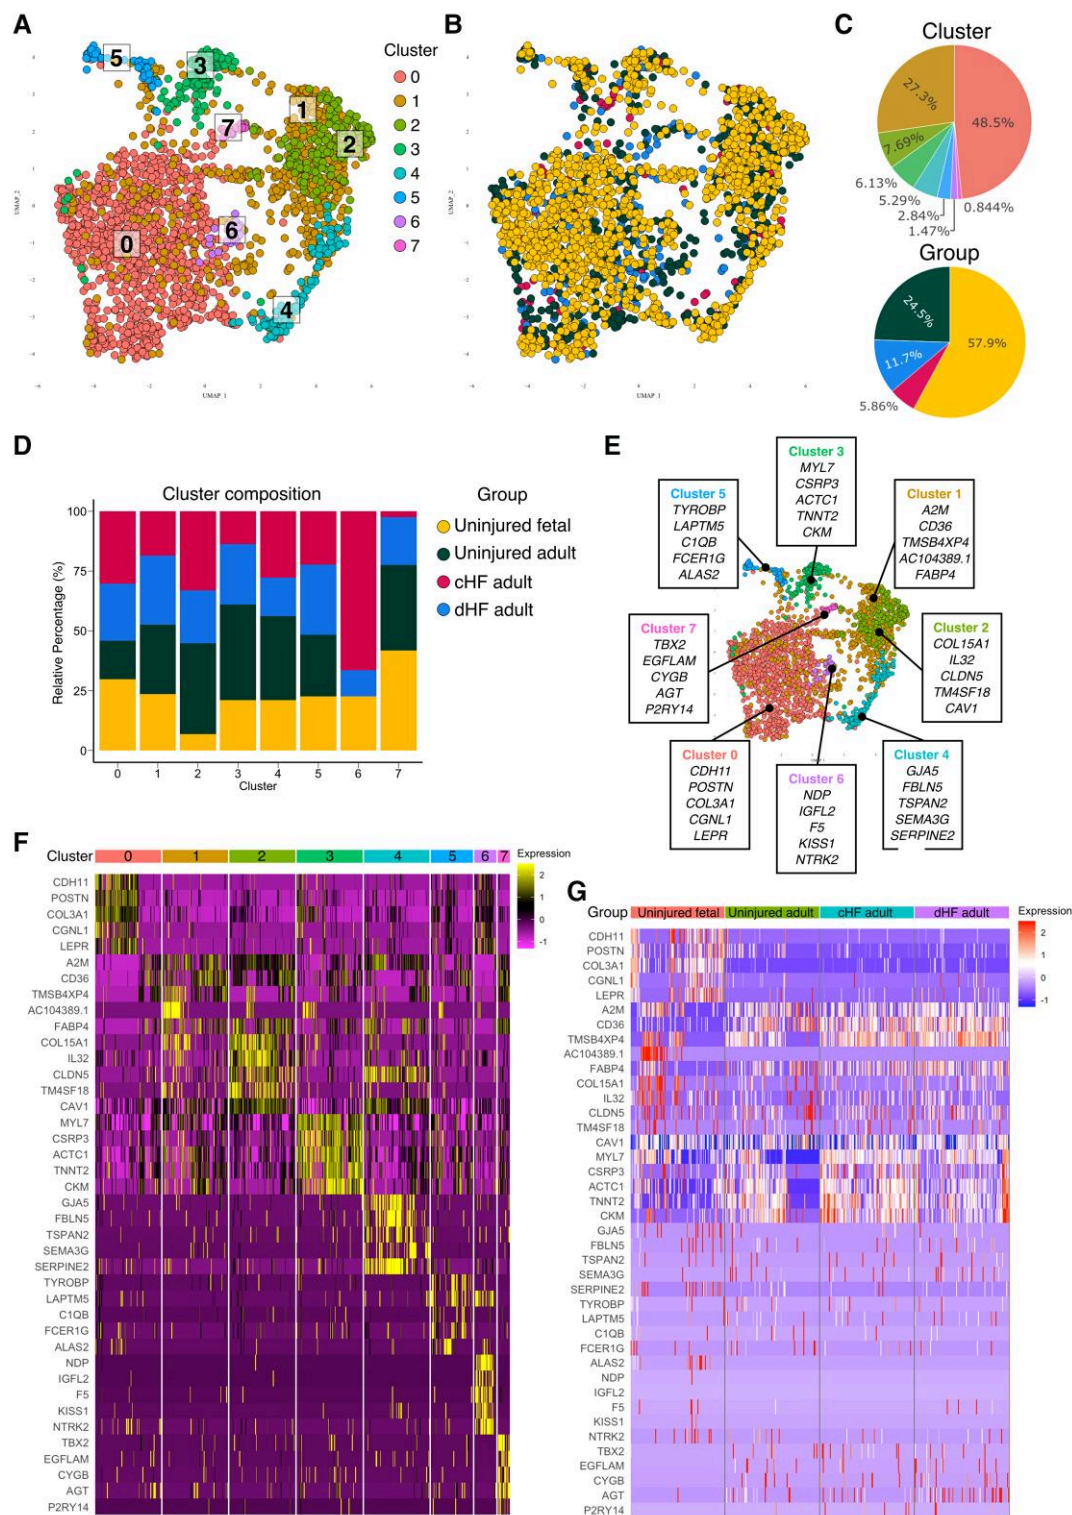 A
B
C
Cluster
0
1
2
3
4
5
6
7
5
3
1
7
2
6
0
4
UMAP_2
UMAP_1
UMAP_1
Cluster
27.3%
48.5%
7.69%
6.13%
5.29%
2.84%
1.47%
0.844%
Group
24.5%
57.9%
11.7%
5.86%
D
Cluster composition
Relative Percentage (%)
100
75
50
25
0
0 1 2 3 4 5 6 7
Cluster
Group
Uninjured fetal
Uninjured adult
cHF adult
dHF adult
E
Cluster 3
MYL7
CSRP3
ACTC1
TNNT2
CKM
Cluster 5
TYROBP
LAPTM5
C1QB
FCER1G
ALAS2
Cluster 1
A2M
CD36
TMSB4XP4
AC104389.1
FABP4
Cluster 7
TBX2
EGFLAM
CYGB
AGT
P2RY14
Cluster 2
COL15A1
IL32
CLDN5
TM4SF18
CAV1
Cluster 0
CDH11
POSTN
COL3A1
CGNL1
LEPR
Cluster 6
NDP
IGFL2
F5
KISS1
NTRK2
Cluster 4
GJA5
FBLN5
TSPAN2
SEMA3G
SERPINE2
F
Cluster 0 1 2 3 4 5 6 7
Expression
2
1
0
-1
CDH11
POSTN
COL3A1
CGNL1
LEPR
A2M
CD36
TMSB4XP4
AC104389.1
FABP4
COL15A1
IL32
CLDN5
TM4SF18
CAV1
MYL7
CSRP3
ACTC1
TNNT2
CKM
GJA5
FBLN5
TSPAN2
SEMA3G
SERPINE2
TYROBP
LAPTM5
C1QB
FCER1G
ALAS2
NDP
IGFL2
F5
KISS1
NTRK2
TBX2
EGFLAM
CYGB
AGT
P2RY14
G
Group Uninjured fetal Uninjured adult cHF adult dHF adult
Expression
2
1
0
-1
CDH11
POSTN
COL3A1
CGNL1
LEPR
A2M
CD36
TMSB4XP4
AC104389.1
FABP4
COL15A1
IL32
CLDN5
TM4SF18
CAV1
MYL7
CSRP3
ACTC1
TNNT2
CKM
GJA5
FBLN5
TSPAN2
SEMA3G
SERPINE2
TYROBP
LAPTM5
C1QB
FCER1G
ALAS2
NDP
IGFL2
F5
KISS1
NTRK2
TBX2
EGFLAM
CYGB
AGT
P2RY14